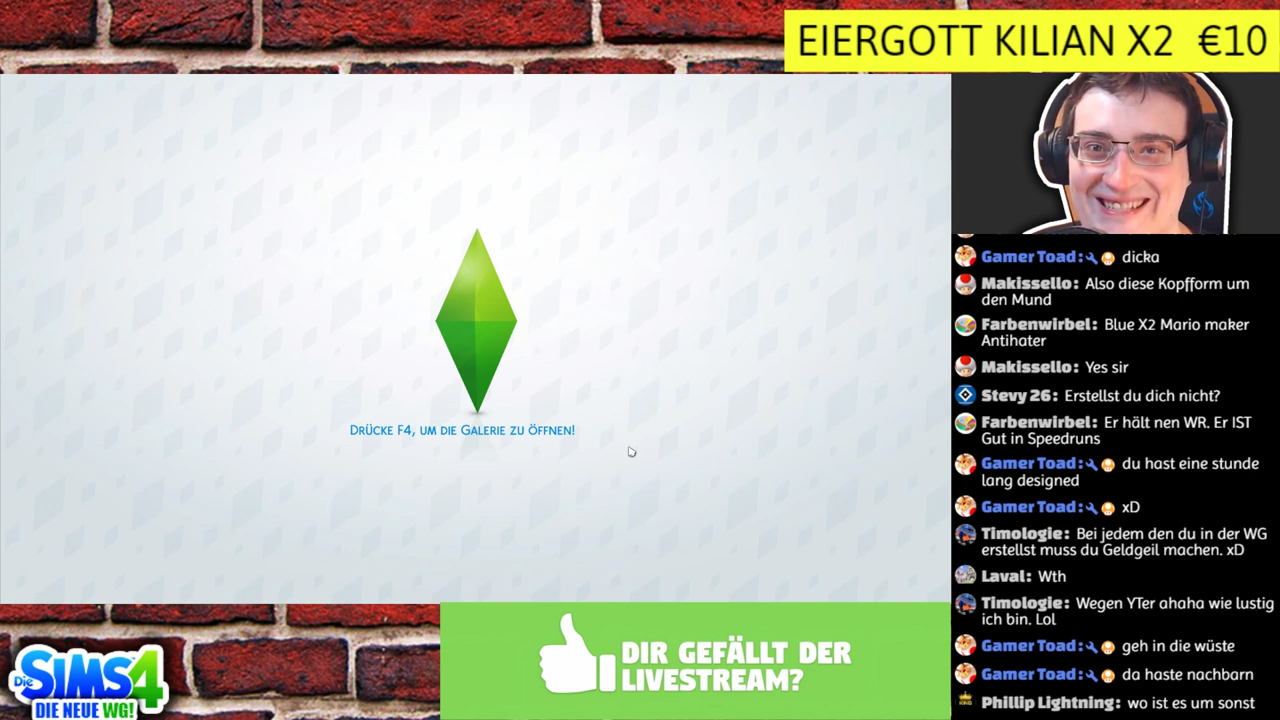 EIERGOTT KILIAN X2 €10
DRÜCKE F4, UM DIE GALERIE ZU ÖFFNEN!
Gamer Toad: dicka
Makissello: Also diese Kopfform um
den Mund
Farbenwirbel: Blue X2 Mario maker
Antihater
Makissello: Yes sir
Stevy 26: Erstellst du dich nicht?
Farbenwirbel: Er hält nen WR. Er IST
Gut in Speedruns
Gamer Toad: du hast eine stunde
lang designed
Gamer Toad: xD
Timologie: Bei jedem den du in der WG
erstellst muss du Geldgeil machen. xD
Laval: Wth
Timologie: Wegen YTer ahaha wie lustig
ich bin. Lol
Gamer Toad: geh in die wüste
Gamer Toad: da haste nachbarn
KING Phillip Lightning: wo ist es um sonst
Die SIMS 4
DIE NEUE WG!
DIR GEFÄLLT DER
LIVESTREAM?